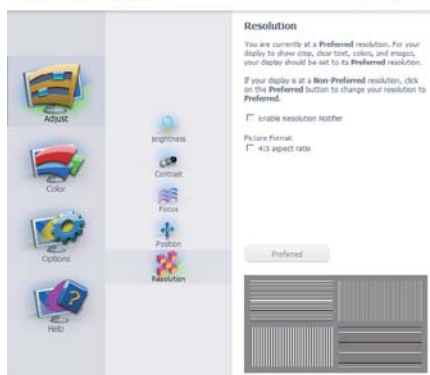 Adjust
Color
Options
Help
Brightness
Contrast
Focus
Position
Resolution
Resolution
You are currently at a Preferred resolution. For your
display to show crisp, clear text, colors, and images,
your display should be set to its Preferred resolution.
If your display is at a Non-Preferred resolution, click
on the Preferred button to change your resolution to
Preferred.
Enable Resolution Notifier
Picture Format
4:3 aspect ratio
Preferred